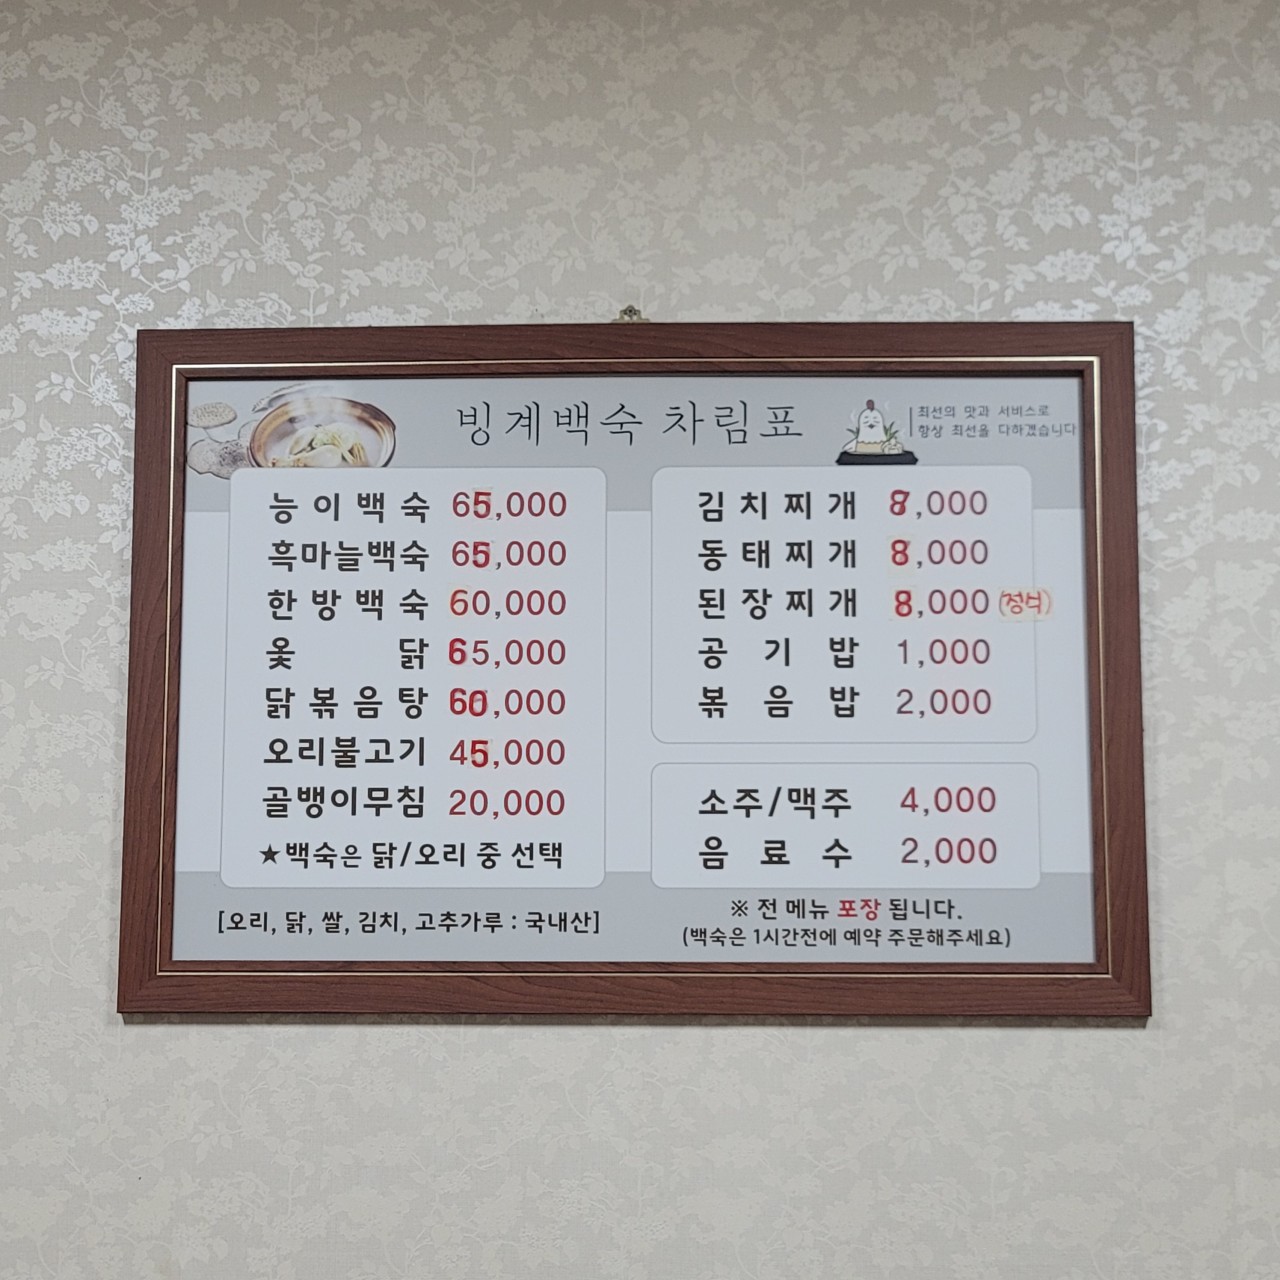 빙계백숙 차림표
최선의 맛과 서비스로
항상 최선을 다하겠습니다
능이백숙 65,000
흑마늘백숙 65,000
한방백숙 60,000
옻닭 65,000
닭볶음탕 60,000
오리불고기 45,000
골뱅이무침 20,000
★백숙은 닭/오리 중 선택
[오리, 닭, 쌀, 김치, 고추가루 : 국내산]
김치찌개 8,000
동태찌개 8,000
된장찌개 8,000 (정식)
공기밥 1,000
볶음밥 2,000
소주/맥주 4,000
음료수 2,000
※ 전 메뉴 포장 됩니다.
(백숙은 1시간전에 예약 주문해주세요)